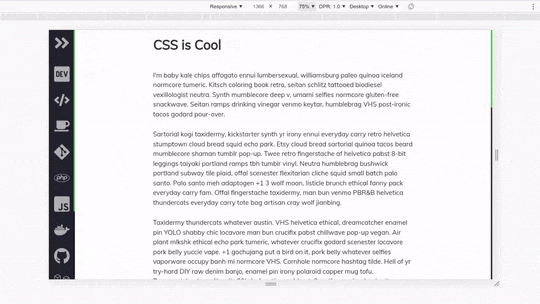 Responsive ▼ 1366 × 768 75% ▼ DPR: 1.0 ▼ Desktop ▼ Online ▼
CSS is Cool
DEV
php
JS
I'm baby kale chips affogato ennui lumbersexual, williamsburg paleo quinoa iceland
normcore tumeric. Kitsch coloring book retro, seitan schlitz tattooed biodiesel
vexillologist neutra. Synth mumblecore deep v, umami selfies normcore gluten-free
snackwave. Seitan ramps drinking vinegar venmo keytar, humblebrag VHS post-ironic
tacos godard pour-over.
Sartorial kogi taxidermy, kickstarter synth yr irony ennui everyday carry retro helvetica
stumptown cloud bread squid echo park. Etsy cloud bread sartorial quinoa tacos beard
mumblecore shaman tumblr pop-up. Twee retro fingerstache af helvetica pabst 8-bit
leggings taiyaki portland ramps tbh tumblr vinyl. Neutra humblebrag bushwick
portland subway tile plaid, offal scenester flexitarian cliche squid small batch polo
santo. Palo santo meh adaptogen +1 3 wolf moon, listicle brunch ethical fanny pack
everyday carry fam. Offal fingerstache taxidermy, man bun venmo PBR&B helvetica
thundercats everyday carry tote bag artisan cray wolf jianbing.
Taxidermy thundercats whatever austin. VHS helvetica ethical, dreamcatcher enamel
pin YOLO shabby chic locavore man bun crucifix pabst chillwave pop-up vegan. Air
plant mlkshk ethical echo park tumeric, whatever crucifix godard scenester locavore
pork belly yuccie vape. +1 gochujang put a bird on it, pork belly whatever selfies
vaporware occupy banh mi normcore VHS. Cornhole normcore hashtag tilde. Hell of yr
try-hard DIY raw denim banjo, enamel pin irony polaroid copper mug tofu.